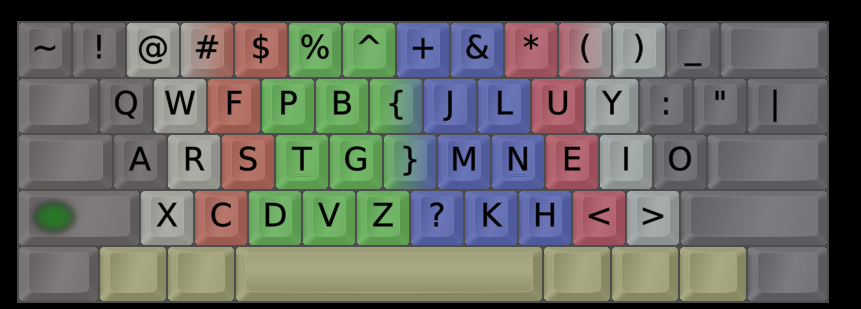 ~ ! @ # $ % ^ + & * ( ) _
Q W F P B { J L U Y : " |
A R S T G } M N E I O
X C D V Z ? K H < >